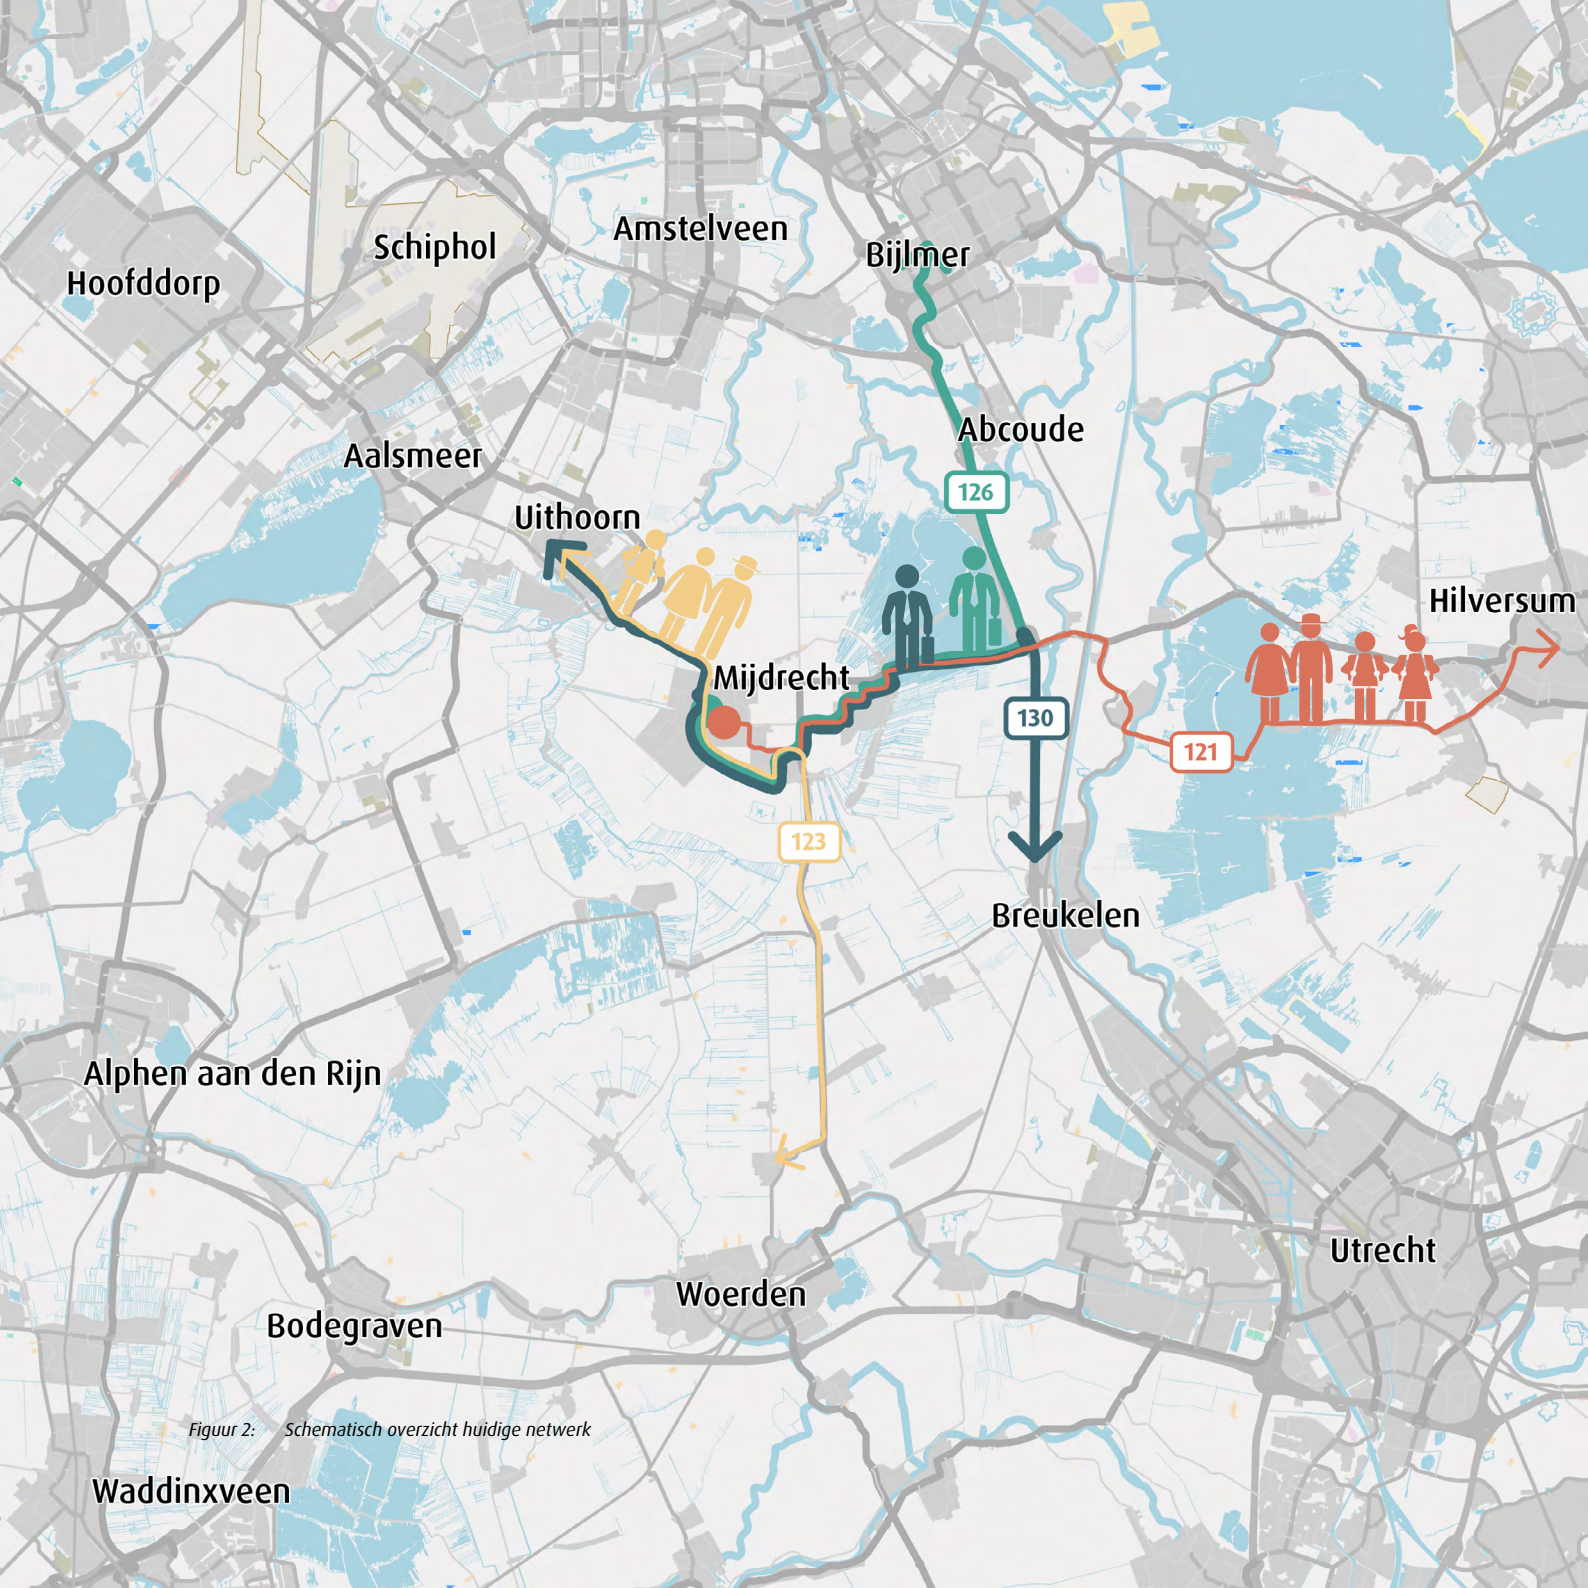 Amstelveen
Schiphol
Bijlmer
Hoofddorp
Abcoude
Aalsmeer
126
Uithoorn
Hilversum
Mijdrecht
130
121
123
Breukelen
Alphen aan den Rijn
Utrecht
Woerden
Bodegraven
Figuur 2: Schematisch overzicht huidige netwerk
Waddinxveen